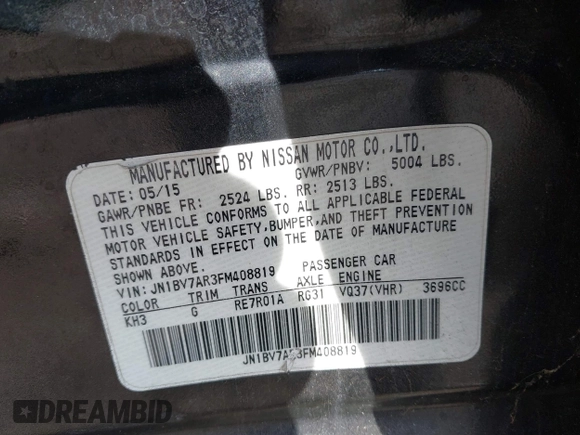 MANUFACTURED BY NISSAN MOTOR CO.,LTD.
DATE: 05/15 GVWR/PNBV: 5004 LBS.
GAWR/PNBE FR: 2524 LBS. RR: 2513 LBS.
THIS VEHICLE CONFORMS TO ALL APPLICABLE FEDERAL
MOTOR VEHICLE SAFETY, BUMPER, AND THEFT PREVENTION
STANDARDS IN EFFECT ON THE DATE OF MANUFACTURE
SHOWN ABOVE.
VIN: JN1BV7AR3FM408819 PASSENGER CAR
COLOR TRIM TRANS AXLE ENGINE
KH3 G RE7R01A RG31 VQ37(VHR) 3696CC
JN1BV7AR3FM408819
DREAMBID